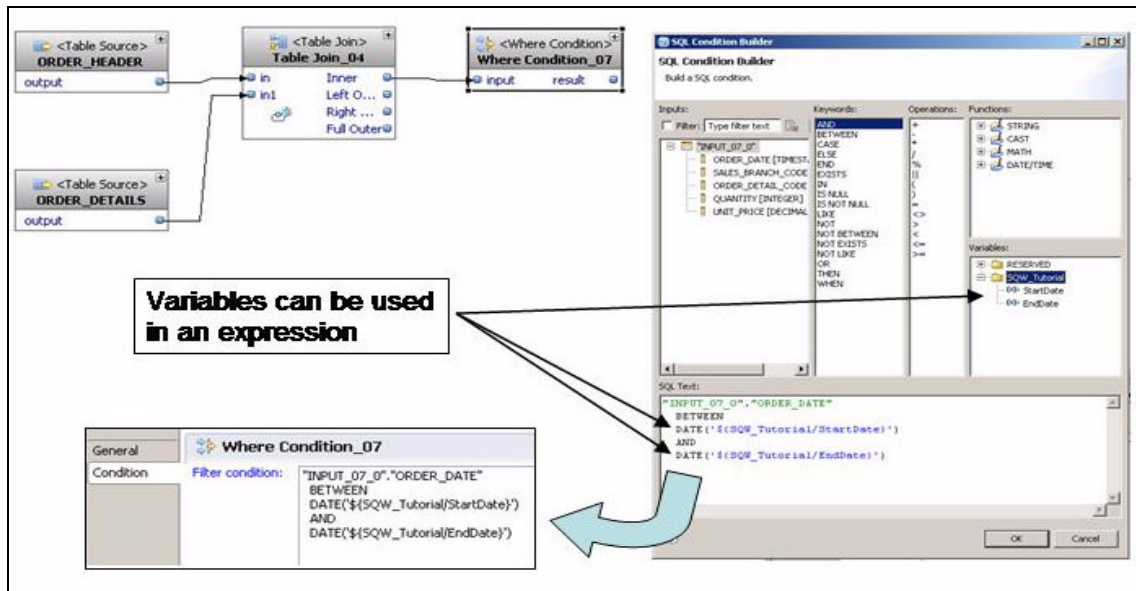 <Table Source>
ORDER_HEADER
output
<Table Join>
Table Join_04
in Inner
in1 Left O...
Right ...
Full Outer
<Where Condition>
Where Condition_07
input result
<Table Source>
ORDER_DETAILS
output
Variables can be used
in an expression
General
Condition
Where Condition_07
Filter condition:
"INPUT_07_0"."ORDER_DATE"
BETWEEN
DATE('${SQW_Tutorial/StartDate}')
AND
DATE('${SQW_Tutorial/EndDate}')
SQL Condition Builder
SQL Condition Builder
Build a SQL condition.
Inputs:
Filter: Type filter text
"INPUT_07_0"
ORDER_DATE [TIMESTA
SALES_BRANCH_CODE
ORDER_DETAIL_CODE
QUANTITY [INTEGER]
UNIT_PRICE [DECIMAL
Keywords:
AND
BETWEEN
CASE
ELSE
END
EXISTS
IN
IS NULL
IS NOT NULL
LIKE
NOT
NOT BETWEEN
NOT EXISTS
NOT LIKE
OR
THEN
WHEN
Operations:
+
-
*
/
%
||
(
)
=
<>
>
<
<=
>=
Functions:
STRING
CAST
MATH
DATE/TIME
Variables:
RESERVED
SQW_Tutorial
StartDate
EndDate
SQL Text:
"INPUT_07_0"."ORDER_DATE"
BETWEEN
DATE('${SQW_Tutorial/StartDate}')
AND
DATE('${SQW_Tutorial/EndDate}')
OK Cancel